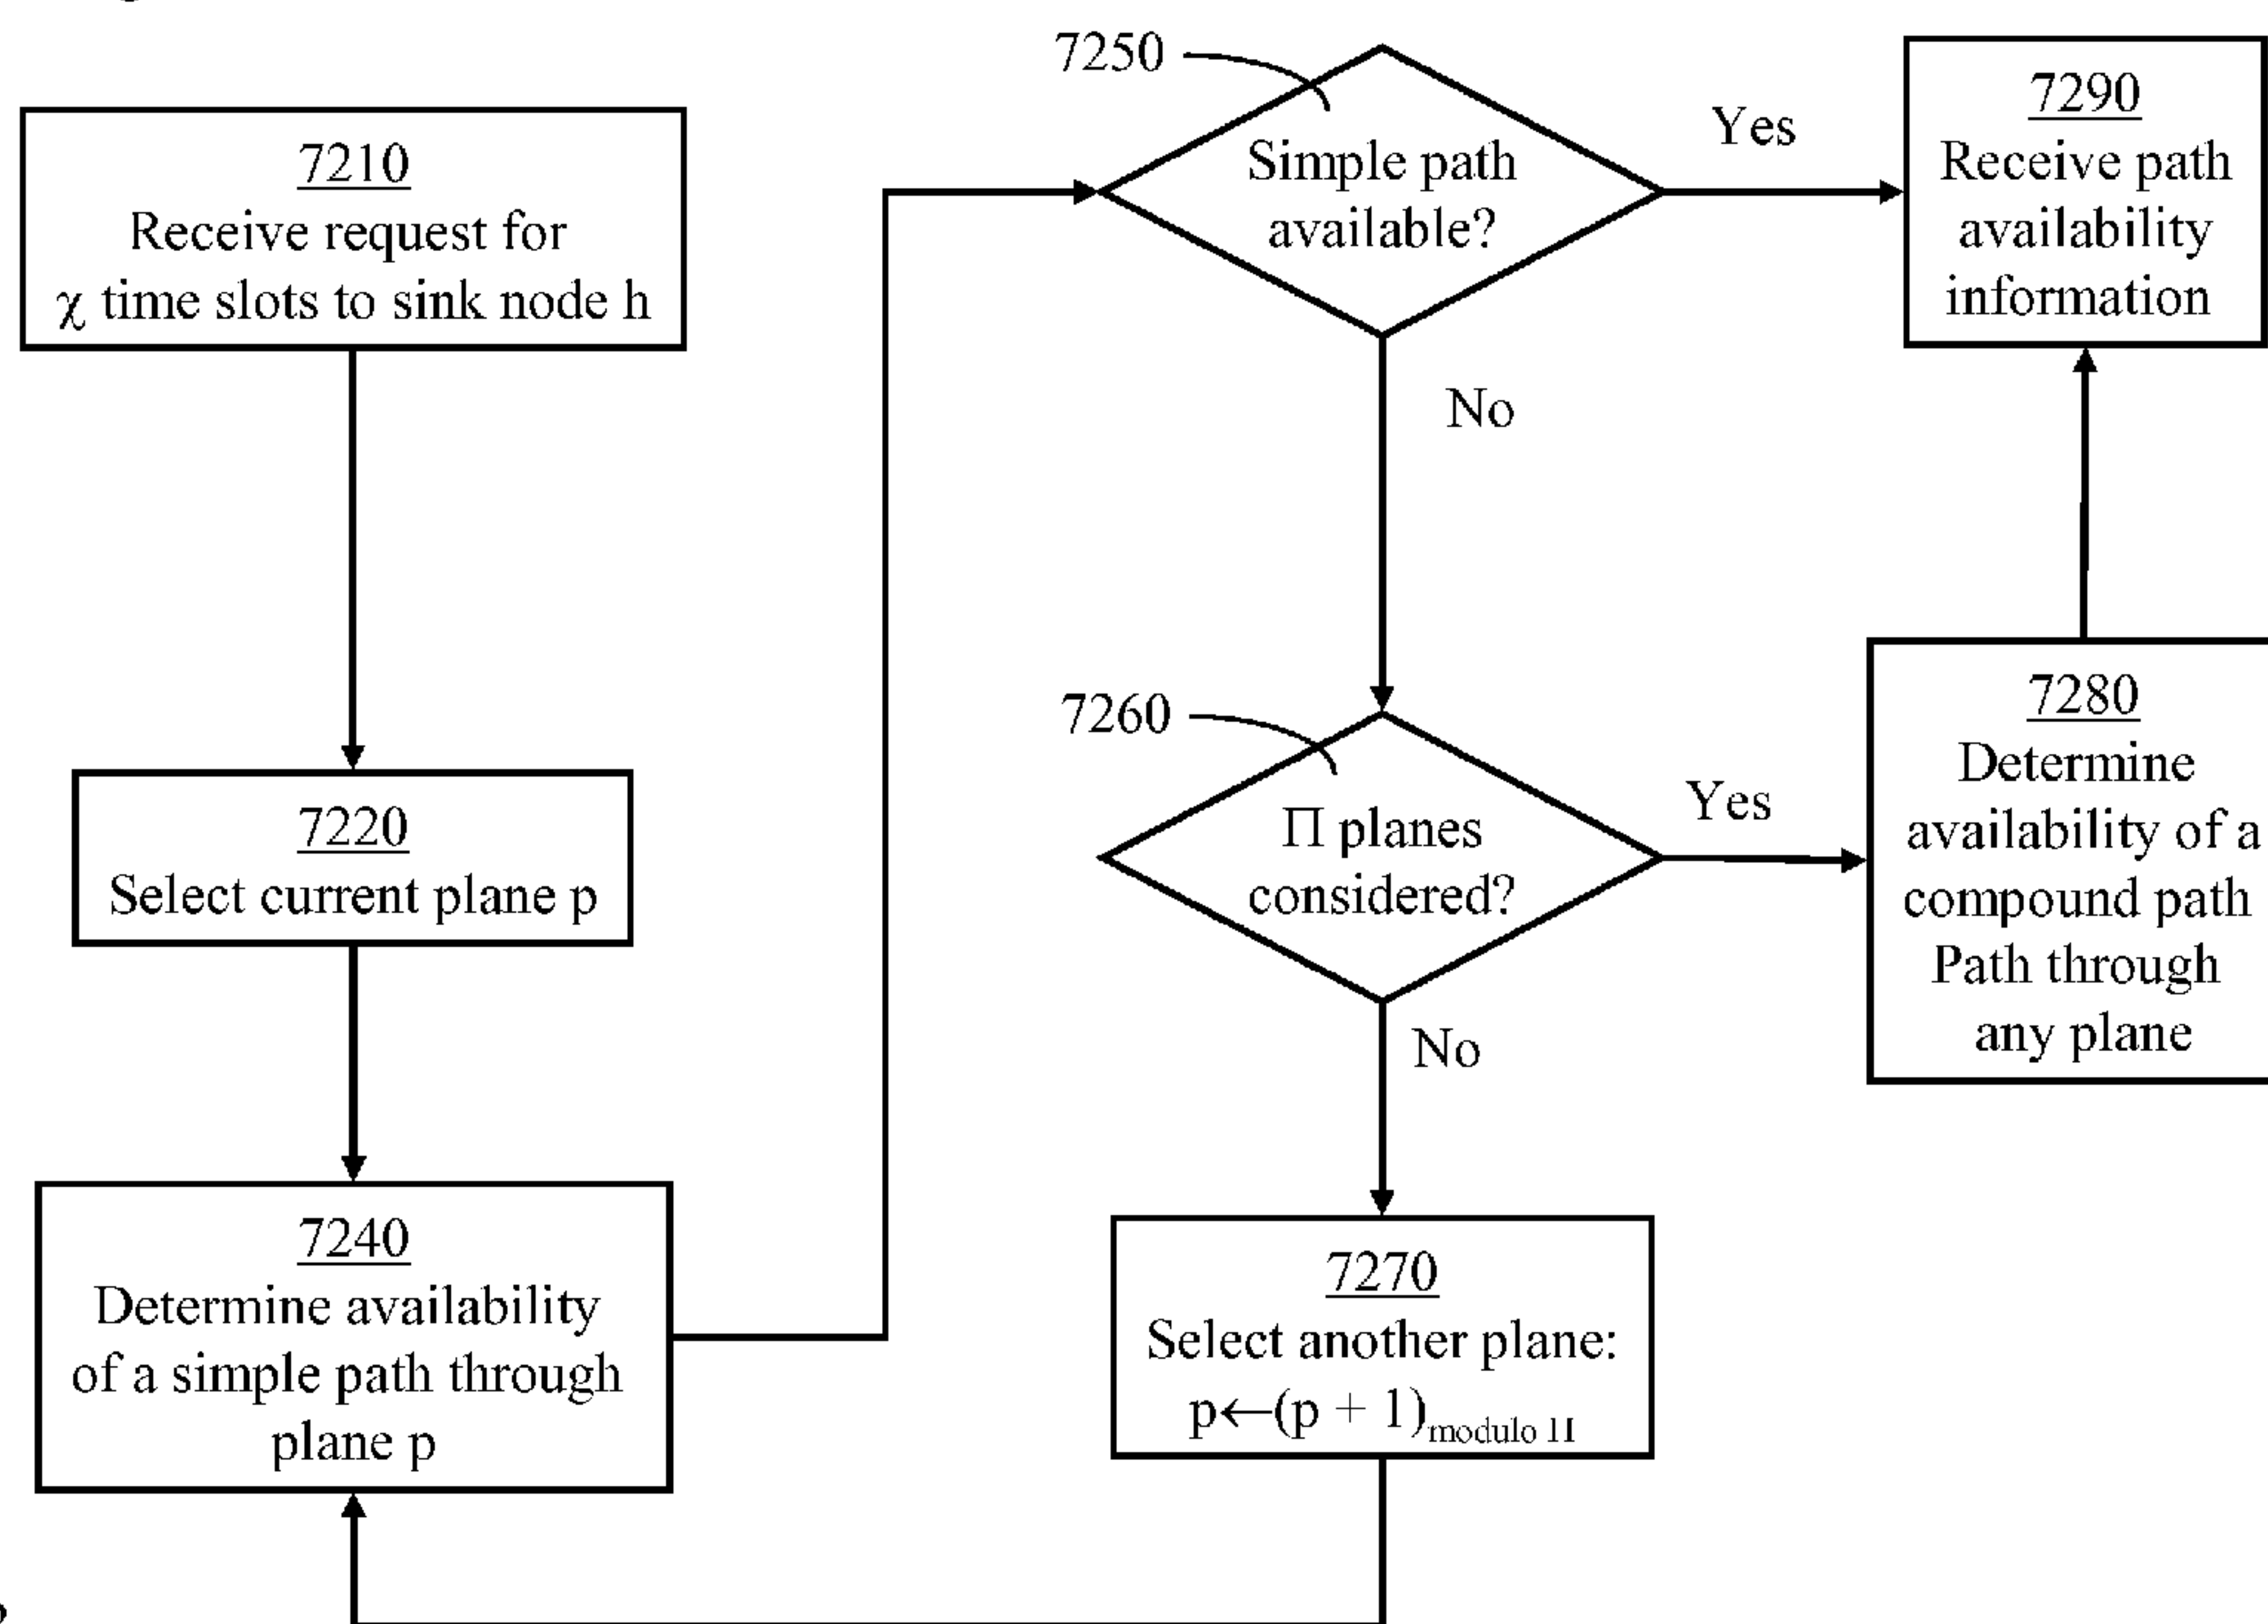 7210
Receive request for
χ time slots to sink node h
7220
Select current plane p
7240
Determine availability
of a simple path through
plane p
7250
Simple path
available?
Yes
No
7260
Π planes
considered?
Yes
No
7270
Select another plane:
p←(p + 1)modulo Π
7280
Determine
availability of a
compound path
Path through
any plane
7290
Receive path
availability
information